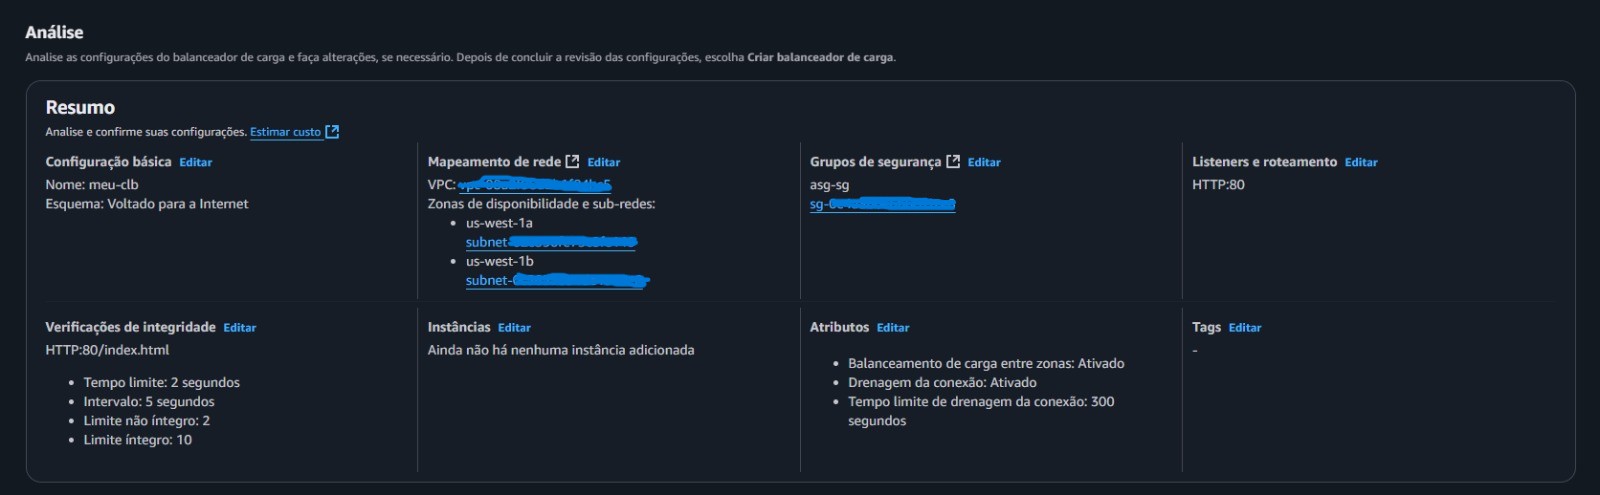 Análise
Analise as configurações do balanceador de carga e faça alterações, se necessário. Depois de concluir a revisão das configurações, escolha Criar balanceador de carga.
Resumo
Analise e confirme suas configurações. Estimar custo
Configuração básica Editar
Nome: meu-clb
Esquema: Voltado para a Internet
Mapeamento de rede Editar
VPC:
Zonas de disponibilidade e sub-redes:
us-west-1a
subnet-
us-west-1b
subnet-
Grupos de segurança Editar
asg-sg
sg-
Listeners e roteamento Editar
HTTP:80
Verificações de integridade Editar
HTTP:80/index.html
Tempo limite: 2 segundos
Intervalo: 5 segundos
Limite não íntegro: 2
Limite íntegro: 10
Instâncias Editar
Ainda não há nenhuma instância adicionada
Atributos Editar
Balanceamento de carga entre zonas: Ativado
Drenagem da conexão: Ativado
Tempo limite de drenagem da conexão: 300
segundos
Tags Editar
-